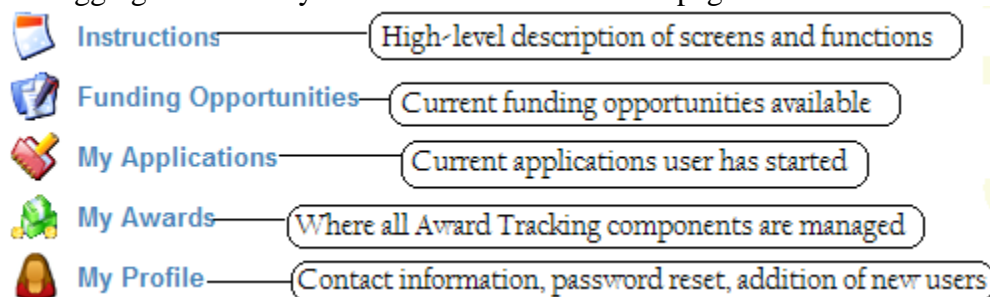 Instructions High-level description of screens and functions
Funding Opportunities Current funding opportunities available
My Applications Current applications user has started
My Awards Where all Award Tracking components are managed
My Profile Contact information, password reset, addition of new users